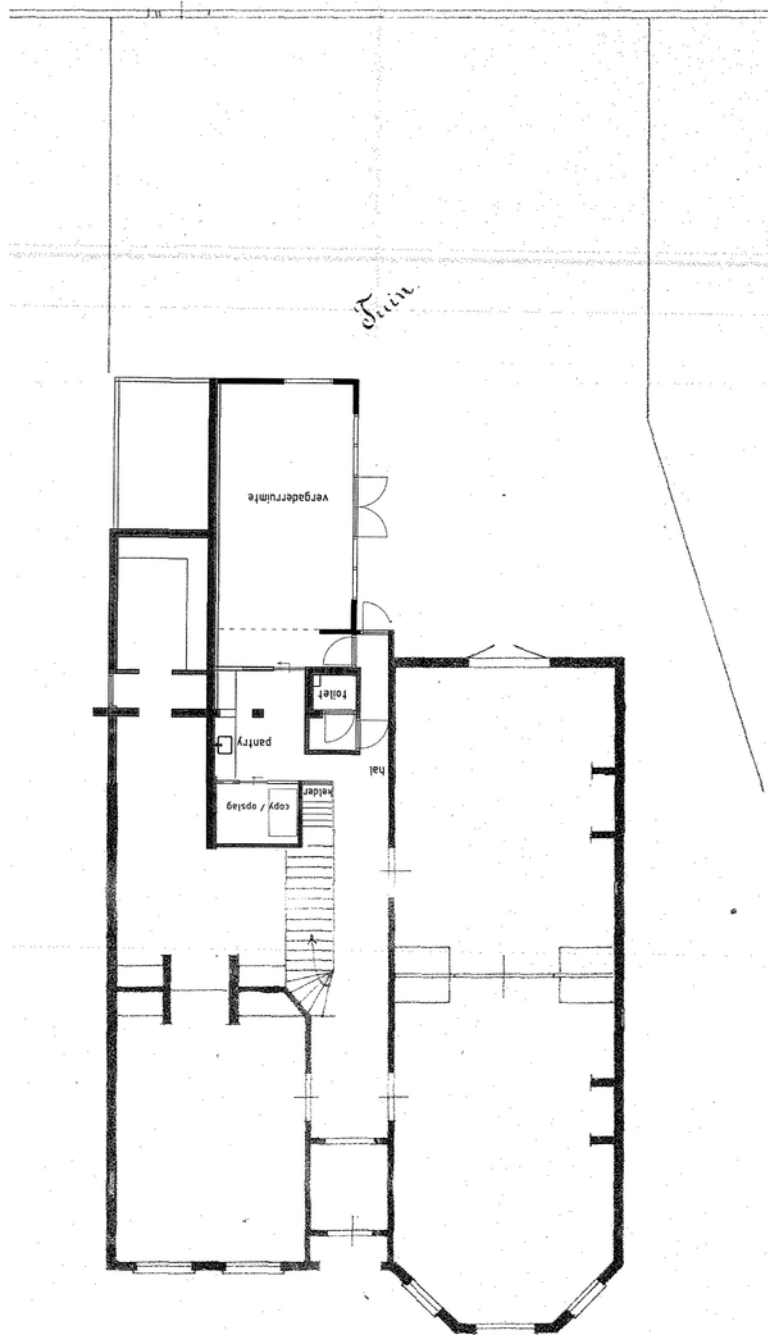 Tuin.
vergaderruimte
toilet
pantry
hal
kelder
copy / opslag